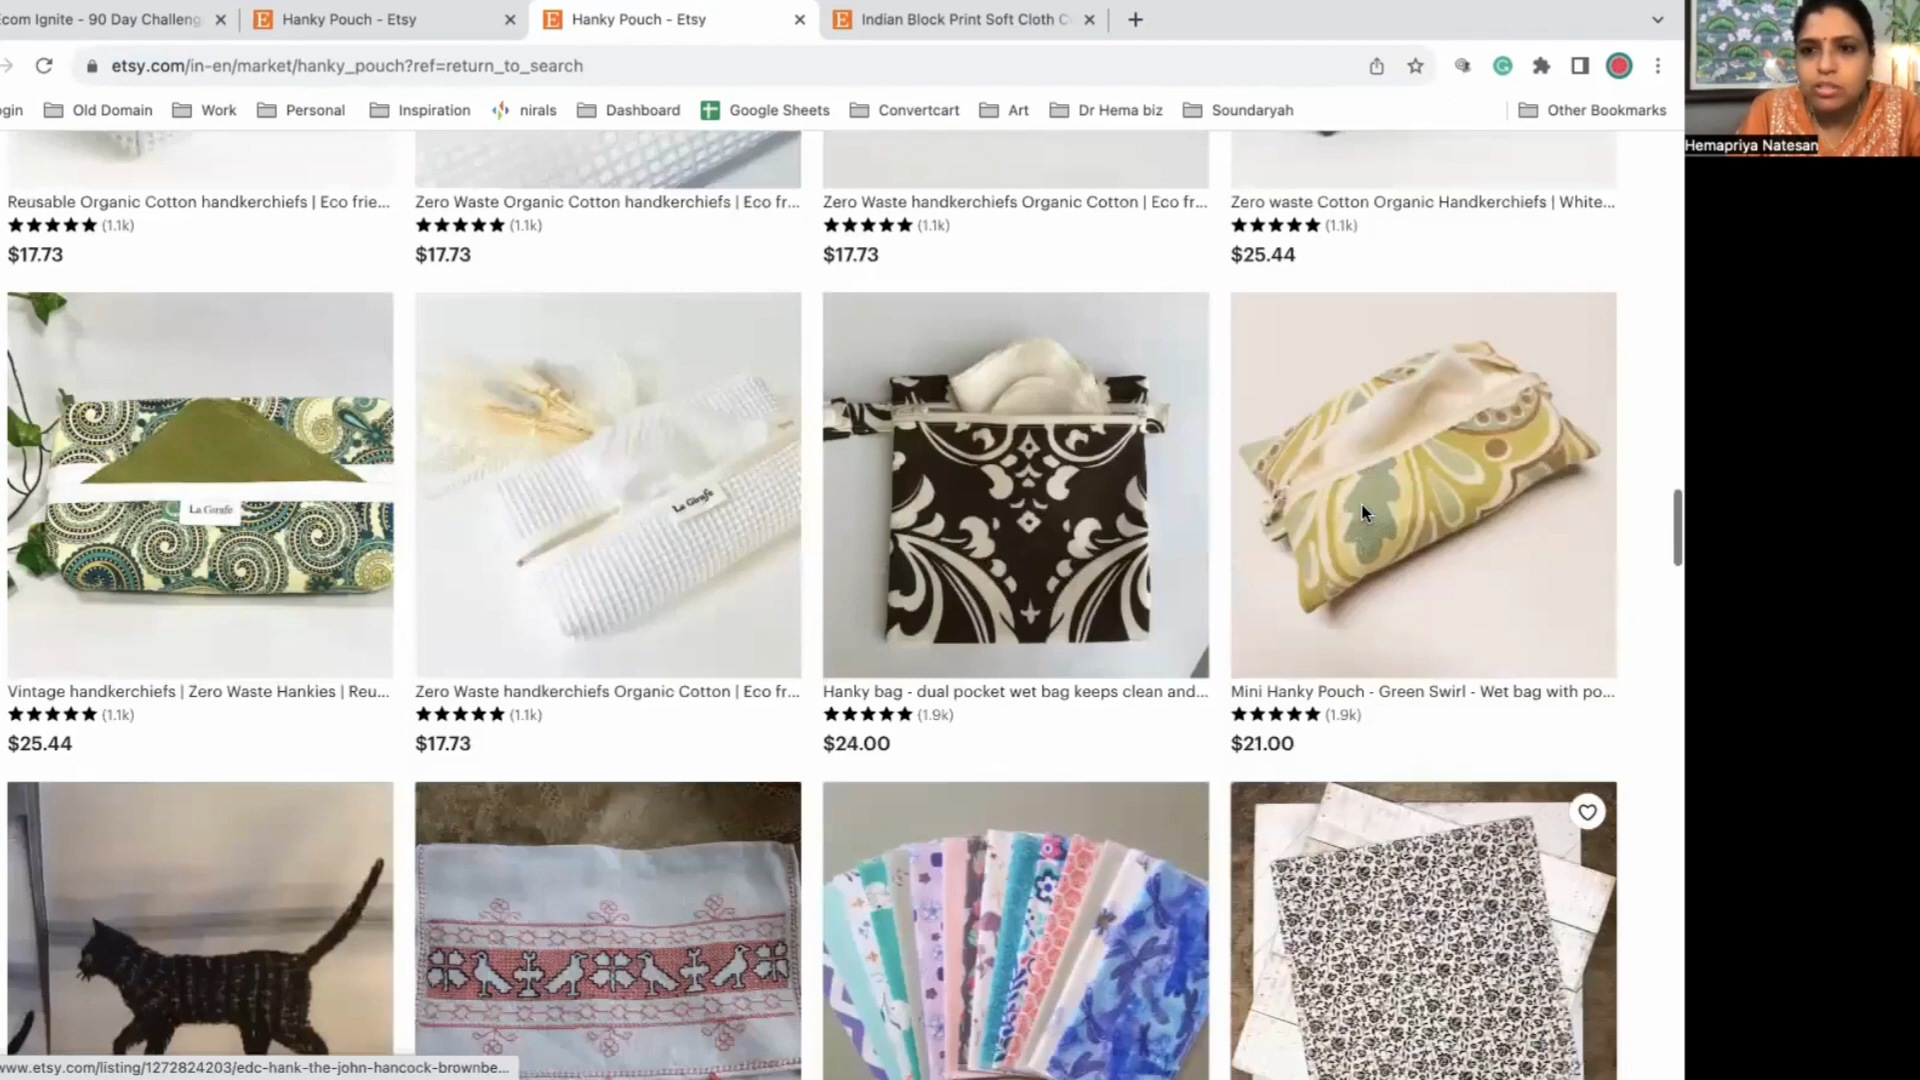 Ecom Ignite - 90 Day Challeng
Hanky Pouch - Etsy
Hanky Pouch - Etsy
Indian Block Print Soft Cloth C
etsy.com/in-en/market/hanky_pouch?ref=return_to_search
ogin
Old Domain
Work
Personal
Inspiration
nirals
Dashboard
Google Sheets
Convertcart
Art
Dr Hema biz
Soundaryah
Other Bookmarks
Hemapriya Natesan
Reusable Organic Cotton handkerchiefs | Eco frie...
Zero Waste Organic Cotton handkerchiefs | Eco fr...
Zero Waste handkerchiefs Organic Cotton | Eco fr...
Zero waste Cotton Organic Handkerchiefs | White...
(1.1k)
(1.1k)
(1.1k)
(1.1k)
$17.73
$17.73
$17.73
$25.44
La Girafe
La Girafe
Vintage handkerchiefs | Zero Waste Hankies | Reu...
Zero Waste handkerchiefs Organic Cotton | Eco fr...
Hanky bag - dual pocket wet bag keeps clean and...
Mini Hanky Pouch - Green Swirl - Wet bag with po...
(1.1k)
(1.1k)
(1.9k)
(1.9k)
$25.44
$17.73
$24.00
$21.00
www.etsy.com/listing/1272824203/edc-hank-the-john-hancock-brownbe...